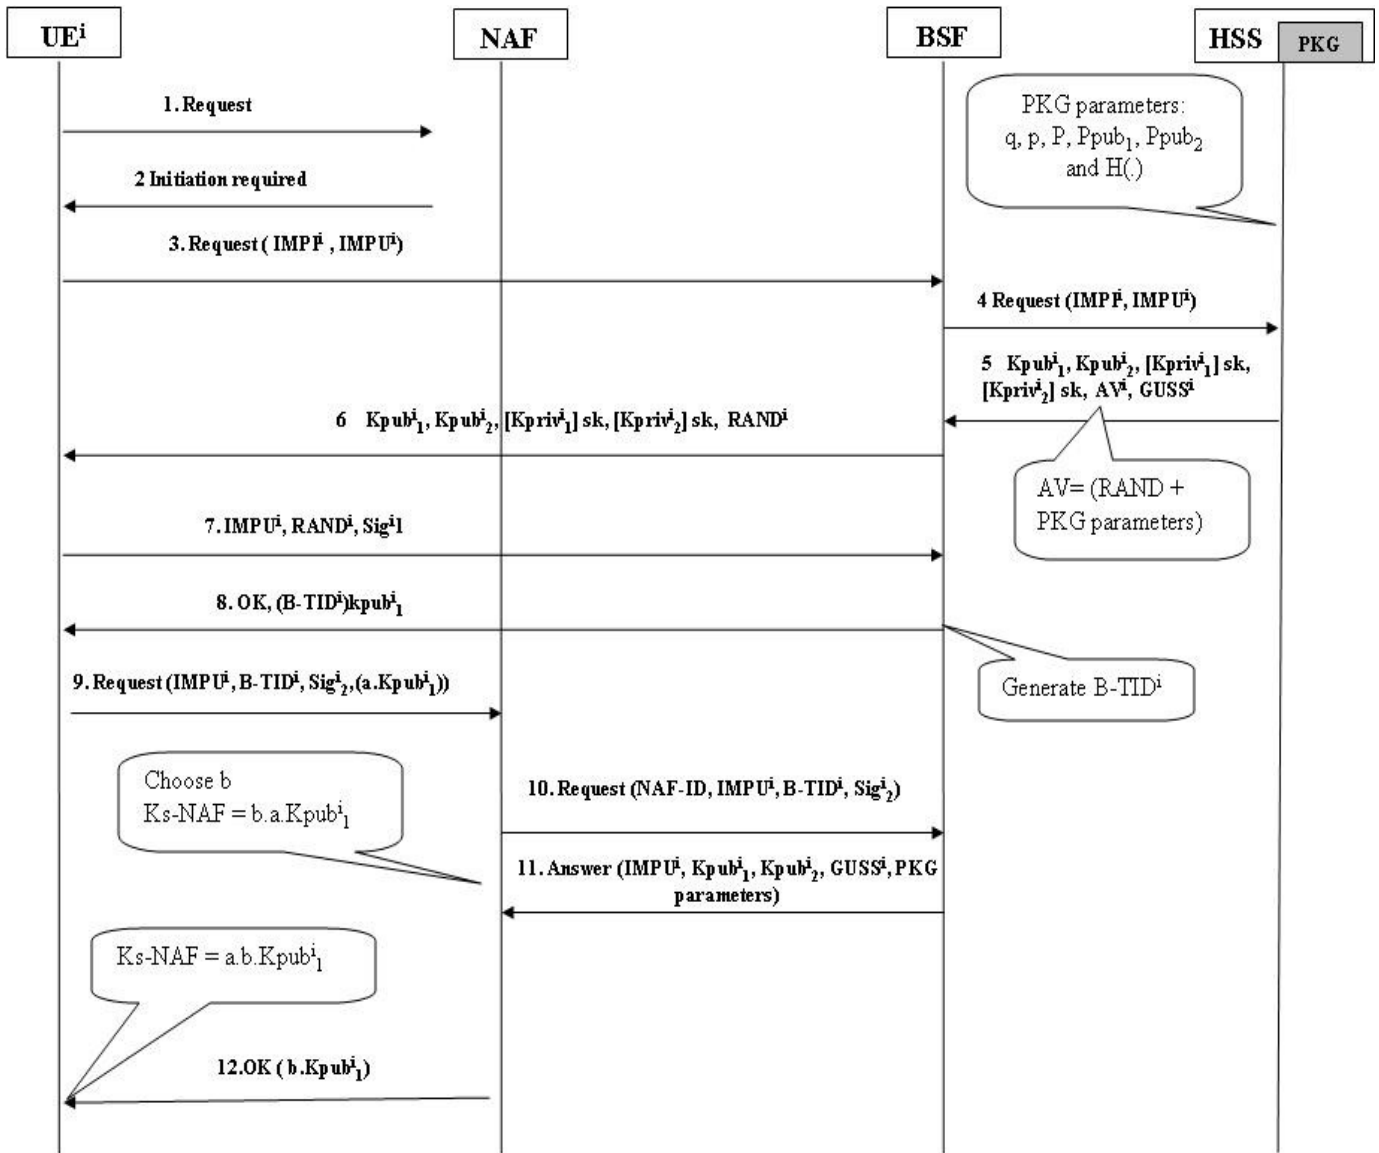 UEⁱ
NAF
BSF
HSS
PKG
1. Request
PKG parameters:
q, p, P, Ppub₁, Ppub₂
and H(.)
2 Initiation required
3. Request ( IMPIⁱ , IMPUⁱ)
4 Request (IMPIⁱ, IMPUⁱ)
5 Kpubⁱ₁, Kpubⁱ₂, [Kprivⁱ₁] sk,
[Kprivⁱ₂] sk, AVⁱ, GUSSⁱ
6 Kpubⁱ₁, Kpubⁱ₂, [Kprivⁱ₁] sk, [Kprivⁱ₂] sk, RANDⁱ
AV= (RAND +
PKG parameters)
7. IMPUⁱ, RANDⁱ, Sigⁱ1
8. OK, (B-TIDⁱ)kpubⁱ₁
Generate B-TIDⁱ
9. Request (IMPUⁱ, B-TIDⁱ, Sigⁱ₂,(a.Kpubⁱ₁))
Choose b
Ks-NAF = b.a.Kpubⁱ₁
10. Request (NAF-ID, IMPUⁱ, B-TIDⁱ, Sigⁱ₂)
11. Answer (IMPUⁱ, Kpubⁱ₁, Kpubⁱ₂, GUSSⁱ, PKG
parameters)
Ks-NAF = a.b.Kpubⁱ₁
12.OK ( b.Kpubⁱ₁)